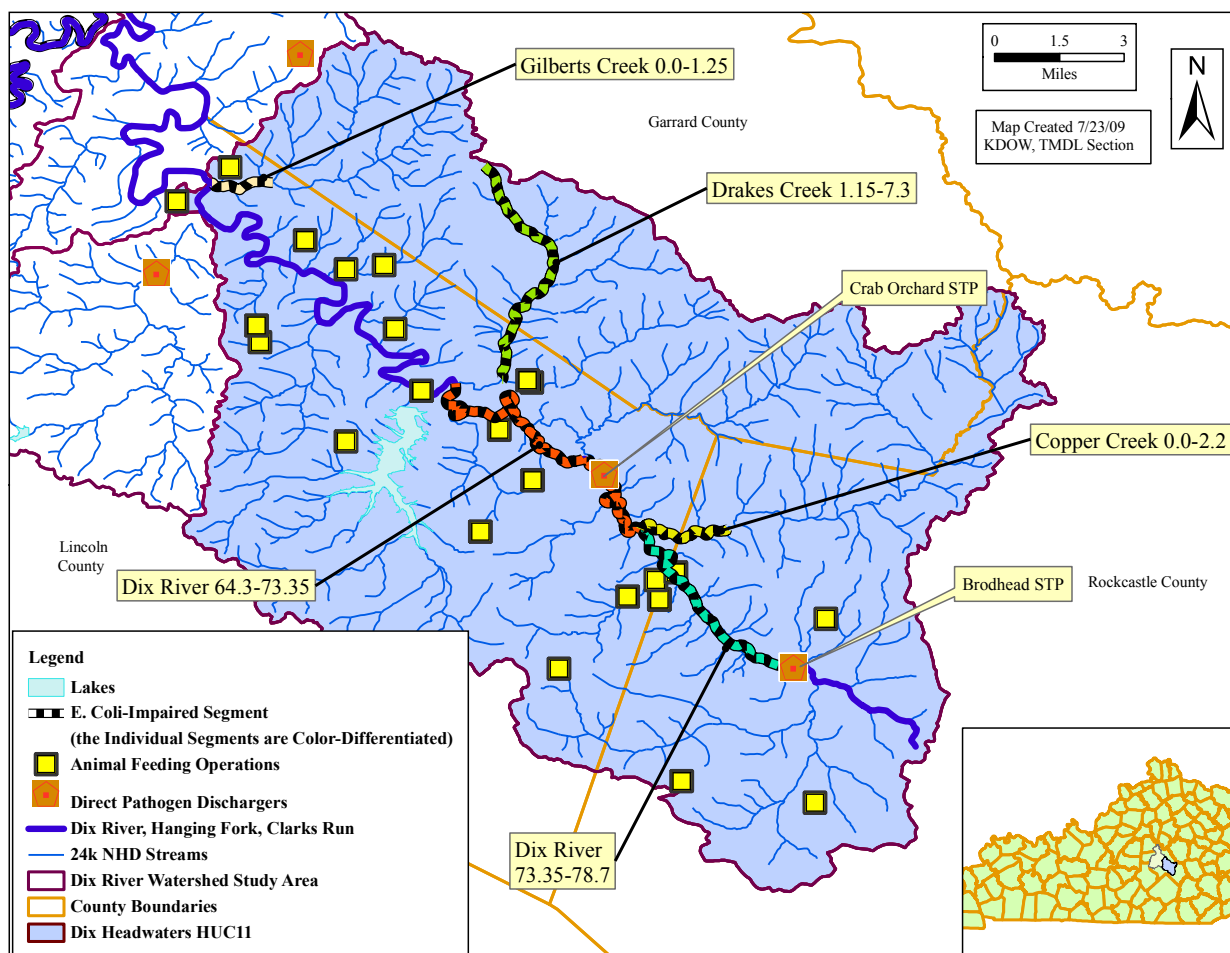 Gilberts Creek 0.0-1.25
0 1.5 3
Miles
N
Garrard County
Map Created 7/23/09
KDOW, TMDL Section
Drakes Creek 1.15-7.3
Crab Orchard STP
Copper Creek 0.0-2.2
Lincoln
County
Dix River 64.3-73.35
Brodhead STP
Rockcastle County
Dix River
73.35-78.7
Legend
Lakes
E. Coli-Impaired Segment
(the Individual Segments are Color-Differentiated)
Animal Feeding Operations
Direct Pathogen Dischargers
Dix River, Hanging Fork, Clarks Run
24k NHD Streams
Dix River Watershed Study Area
County Boundaries
Dix Headwaters HUC11